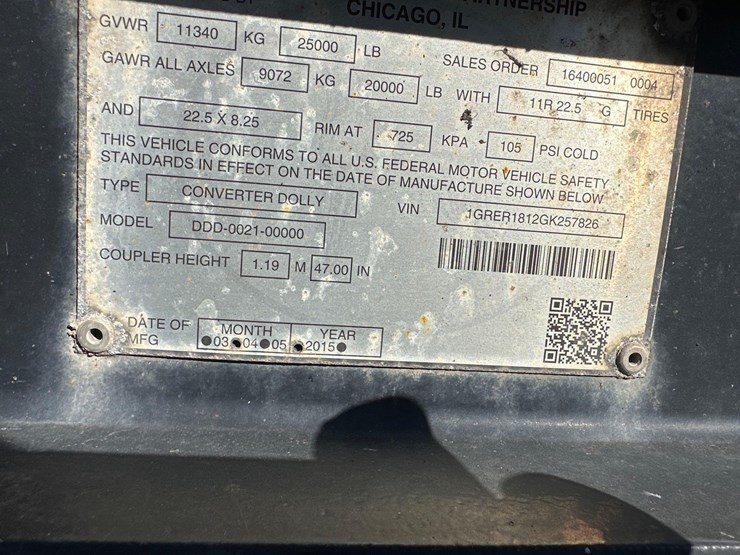 PARTNERSHIP
CHICAGO, IL
GVWR 11340 KG 25000 LB SALES ORDER 16400051 0004
GAWR ALL AXLES 9072 KG 20000 LB WITH 11R 22.5 G TIRES
AND 22.5 X 8.25 RIM AT 725 KPA 105 PSI COLD
THIS VEHICLE CONFORMS TO ALL U.S. FEDERAL MOTOR VEHICLE SAFETY
STANDARDS IN EFFECT ON THE DATE OF MANUFACTURE SHOWN BELOW
TYPE CONVERTER DOLLY VIN 1GRER1812GK257826
MODEL DDD-0021-00000
COUPLER HEIGHT 1.19 M 47.00 IN
DATE OF MONTH YEAR
MFG 03 04 05 2015